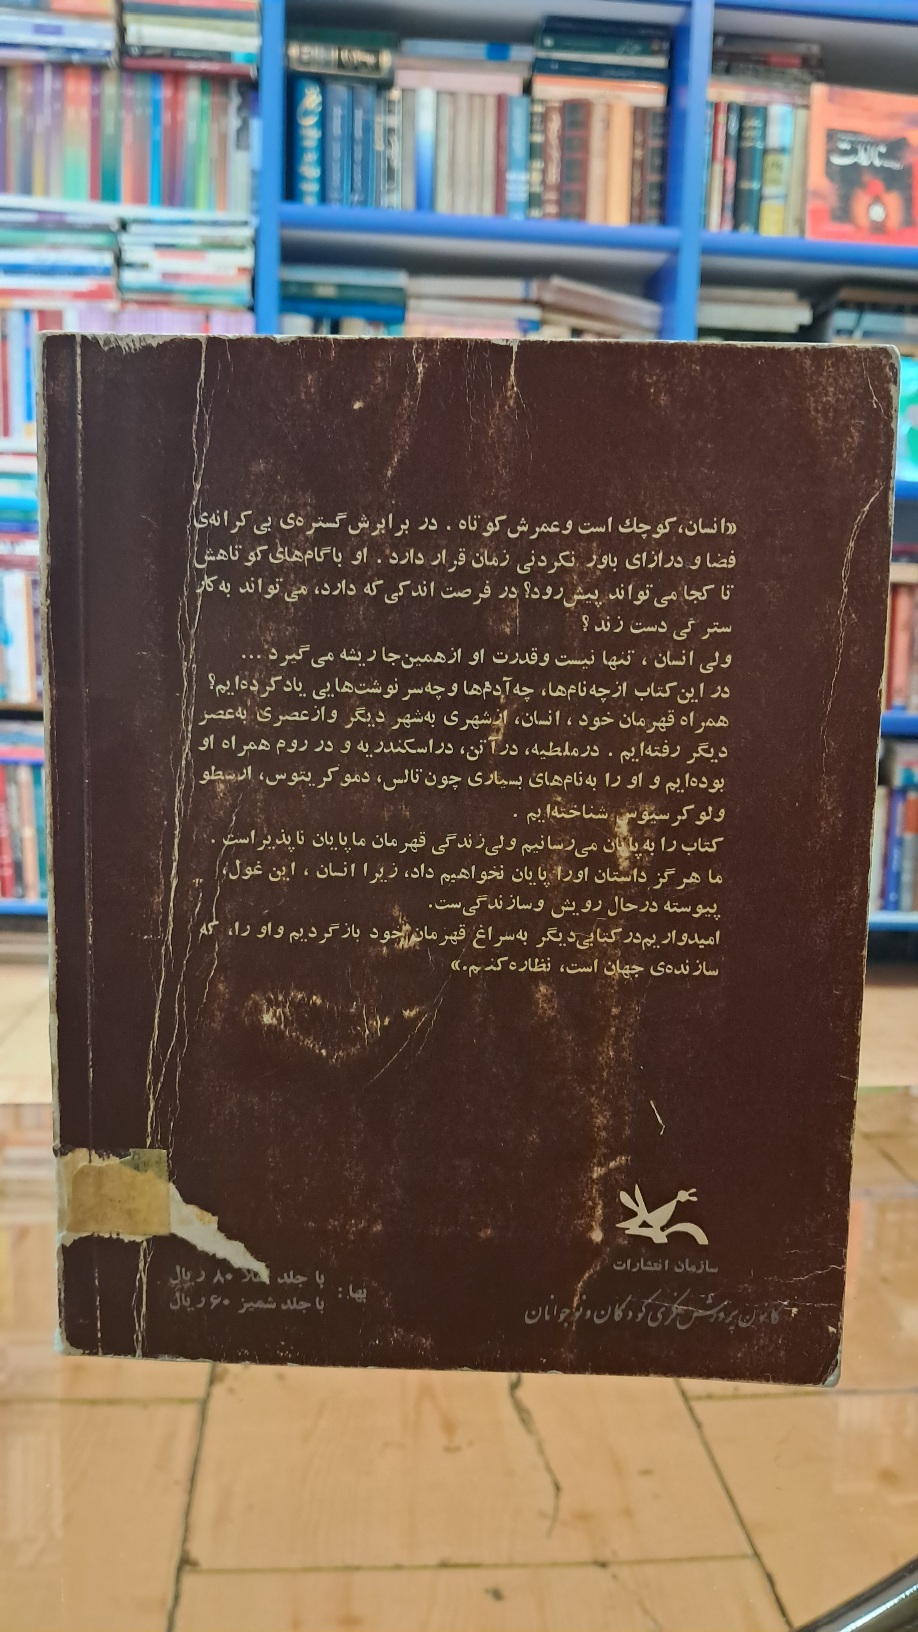 «انسان، کوچك است و عمرش کوتاه . در برابرش گستره‌ی بی‌کرانه‌ی
فضا و درازای باور نکردنی زمان قرار دارد . او با گام‌های کوتاهش
تا کجا می‌تواند پیش‌رود؟ در فرصت اندکی که دارد، می‌تواند به‌کار
سترگی دست زند ؟
ولی انسان ، تنها نیست و قدرت او از همین‌جا ریشه می‌گیرد ...
در این کتاب از چه نام‌ها، چه آدم‌ها و چه سرنوشت‌هایی یاد کرده‌ایم؟
همراه قهرمان خود ، انسان، از شهری به‌شهر دیگر و از عصری به‌عصر
دیگر رفته‌ایم . در ملطیه، در آتن، در اسکندریه و در روم همراه او
بوده‌ایم و او را به‌نام‌های بسیاری چون تالس، دموکریتوس، ارسطو
و لوکرسیوس شناخته‌ایم .
کتاب را به‌پایان می‌رسانیم ولی زندگی قهرمان ما پایان ناپذیر است .
ما هرگز داستان او را پایان نخواهیم داد، زیرا انسان ، این غول،
پیوسته در حال رویش و سازندگی‌ست.
امیدواریم در کتابی دیگر به‌سراغ قهرمان خود بازگردیم و او را، که
سازنده‌ی جهان است، نظاره کنیم.»
سازمان انتشارات
کانون پرورش فکری کودکان و نوجوانان
بها :
با جلد ۸۰ ریال
با جلد شمیز ۶۰ ریال